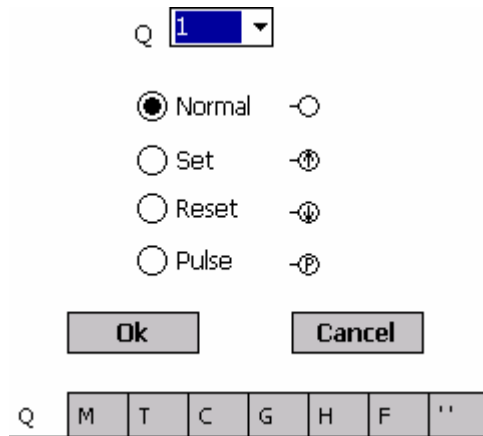 Q 1
Normal
Set
Reset
Pulse P
Ok Cancel
Q M T C G H F ''